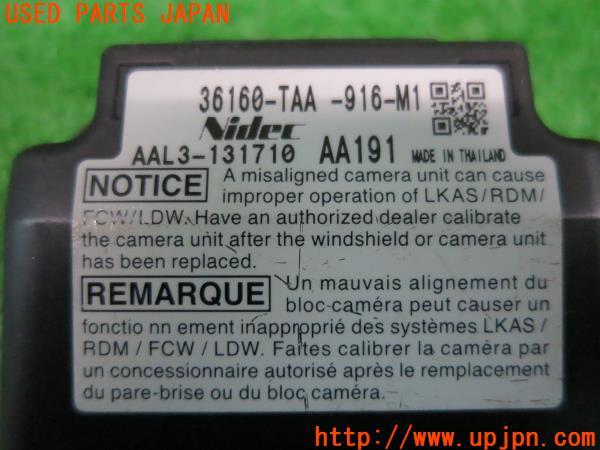 USED PARTS JAPAN
36160-TAA -916-M1
Nidec
AAL3-131710 AA191 MADE IN THAILAND
NOTICE A misaligned camera unit can cause
improper operation of LKAS/RDM/
FCW/LDW. Have an authorized dealer calibrate
the camera unit after the windshield or camera unit
has been replaced.
REMARQUE Un mauvais alignement du
bloc-caméra peut causer un
fonctio nn ement inapproprié des systèmes LKAS /
RDM / FCW / LDW. Faites calibrer la caméra par
un concessionnaire autorisé après le remplacement
du pare-brise ou du bloc caméra.
http://www.upjpn.com/